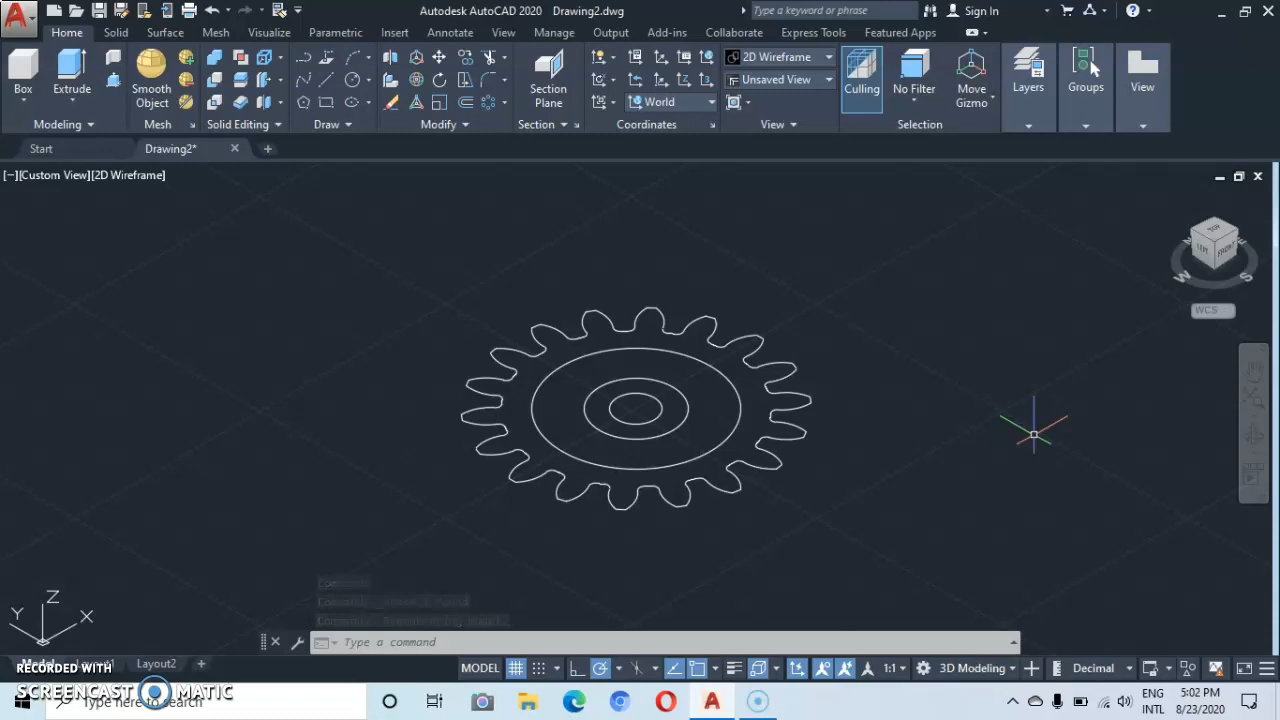 Autodesk AutoCAD 2020 Drawing2.dwg
Type a keyword or phrase
Sign In
Home Solid Surface Mesh Visualize Parametric Insert Annotate View Manage Output Add-ins Collaborate Express Tools Featured Apps
Box
Extrude
Smooth
Object
Section
Plane
World
2D Wireframe
Unsaved View
Culling
No Filter
Move
Gizmo
Layers
Groups
View
Modeling Mesh Solid Editing Draw Modify Section Coordinates View Selection
Start Drawing2*
[−][Custom View][2D Wireframe]
TOP
LEFT FRONT
W S
WCS
Z
Y X
Type a command
Layout2
MODEL 1:1 3D Modeling Decimal
RECORDED WITH
SCREENCAST MATIC
Type here to search
ENG
INTL
5:02 PM
8/23/2020